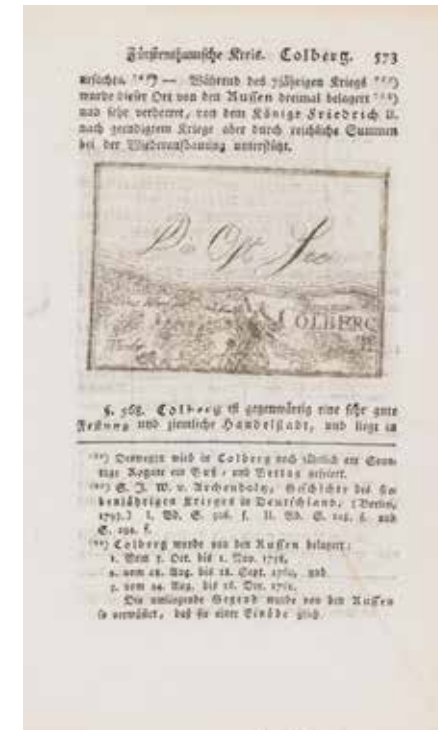 Fürstenthumsche Kreis. Colberg. 573
— Während des 7jährigen Kriegs
wurde dieser Ort von den Russen dreimal belagert
und sehr verheeret, von dem Könige Friedrich II.
nach geendigtem Kriege aber durch reichliche Summen
bei der Wiederaufbauung unterstützt.
Die Ost See
COLBERG
§. 568. Colberg ist gegenwärtig eine sehr gute
Festung und ziemliche Handelstadt, und liegt in
Deswegen wird in Colberg noch jährlich am Sonn-
tage Rogate ein Buß- und Bettag gefeiert.
S. J. W. v. Archenholz, Geschichte des sie-
benjährigen Krieges in Deutschland, (Berlin,
1793.) I. Bd. S. f. II. Bd. S. f. und
S. f.
Colberg wurde von den Russen belagert:
1. Vom Oct. bis 1. Nov. 1758,
2. vom Aug. bis 18. Sept. 1760, und
3. vom 24. Aug. bis 16. Dec. 1761.
Die umliegende Gegend wurde von den Russen
so verwüstet, daß sie einer Einöde glich.